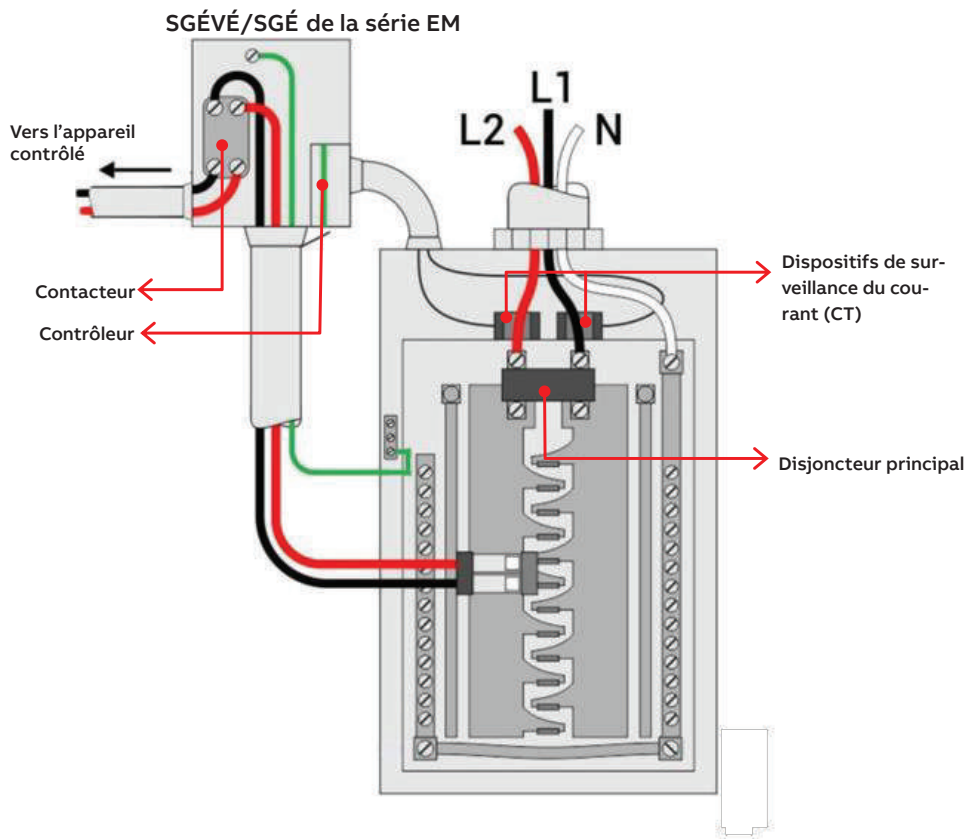 SGÉVÉ/SGÉ de la série EM
L1
L2
N
Vers l'appareil
contrôlé
Contacteur
Contrôleur
Dispositifs de sur-
veillance du cou-
rant (CT)
Disjoncteur principal